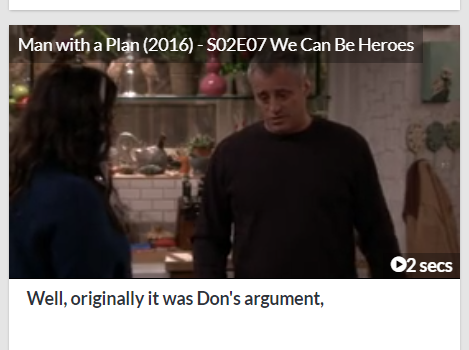 Man with a Plan (2016) - S02E07 We Can Be Heroes
2 secs
Well, originally it was Don's argument,